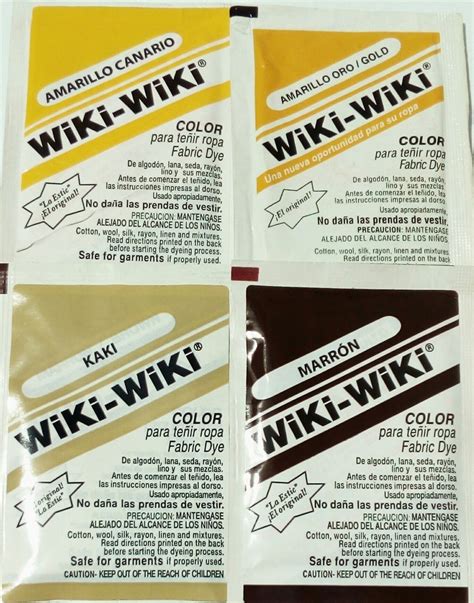 AMARILLO CANARIO
WiKi-WiKi®
COLOR
para teñir ropa
Fabric Dye
De algodón, lana, seda, rayón,
lino y sus mezclas.
Antes de comenzar el teñido, lea
las instrucciones impresas al dorso.
Usado apropiadamente,
No daña las prendas de vestir.
"La Estic"
¡El original!
PRECAUCION: MANTENGASE
ALEJADO DEL ALCANCE DE LOS NIÑOS.
Cotton, wool, silk, rayon, linen and mixtures.
Read directions printed on the back
before starting the dyeing process.
Safe for garments if properly used.
AMARILLO ORO / GOLD
WiKi-WiKi®
Una nueva oportunidad para su ropa
COLOR
para teñir ropa
Fabric Dye
De algodón, lana, seda, rayón,
lino y sus mezclas.
Antes de comenzar el teñido, lea
las instrucciones impresas al dorso.
Usado apropiadamente,
No daña las prendas de vestir.
¡El original!
PRECAUCION: MANTENGASE
ALEJADO DEL ALCANCE DE LOS NIÑOS.
Cotton, wool, silk, rayon, linen and mixtures.
Read directions printed on the back
before starting the dyeing process.
Safe for garments if properly used.
KAKI
WiKi-WiKi®
COLOR
para teñir ropa
Fabric Dye
De algodón, lana, seda, rayón,
lino y sus mezclas.
Antes de comenzar el teñido, lea
las instrucciones impresas al dorso.
Usado apropiadamente,
No daña las prendas de vestir.
¡El original!
"La Estic"
PRECAUCION: MANTENGASE
ALEJADO DEL ALCANCE DE LOS NIÑOS.
Cotton, wool, silk, rayon, linen and mixtures.
Read directions printed on the back
before starting the dyeing process.
Safe for garments if properly used.
CAUTION- KEEP OUT OF THE REACH OF CHILDREN
MARRÓN
WiKi-WiKi®
COLOR
para teñir ropa
Fabric Dye
De algodón, lana, seda, rayón,
lino y sus mezclas.
Antes de comenzar el teñido, lea
las instrucciones impresas al dorso.
Usado apropiadamente,
No daña las prendas de vestir.
"La Estic"
¡El original!
PRECAUCION: MANTENGASE
ALEJADO DEL ALCANCE DE LOS NIÑOS.
Cotton, wool, silk, rayon, linen and mixtures.
Read directions printed on the back
before starting the dyeing process.
Safe for garments if properly used.
CAUTION- KEEP OUT OF THE REACH OF CHILDREN